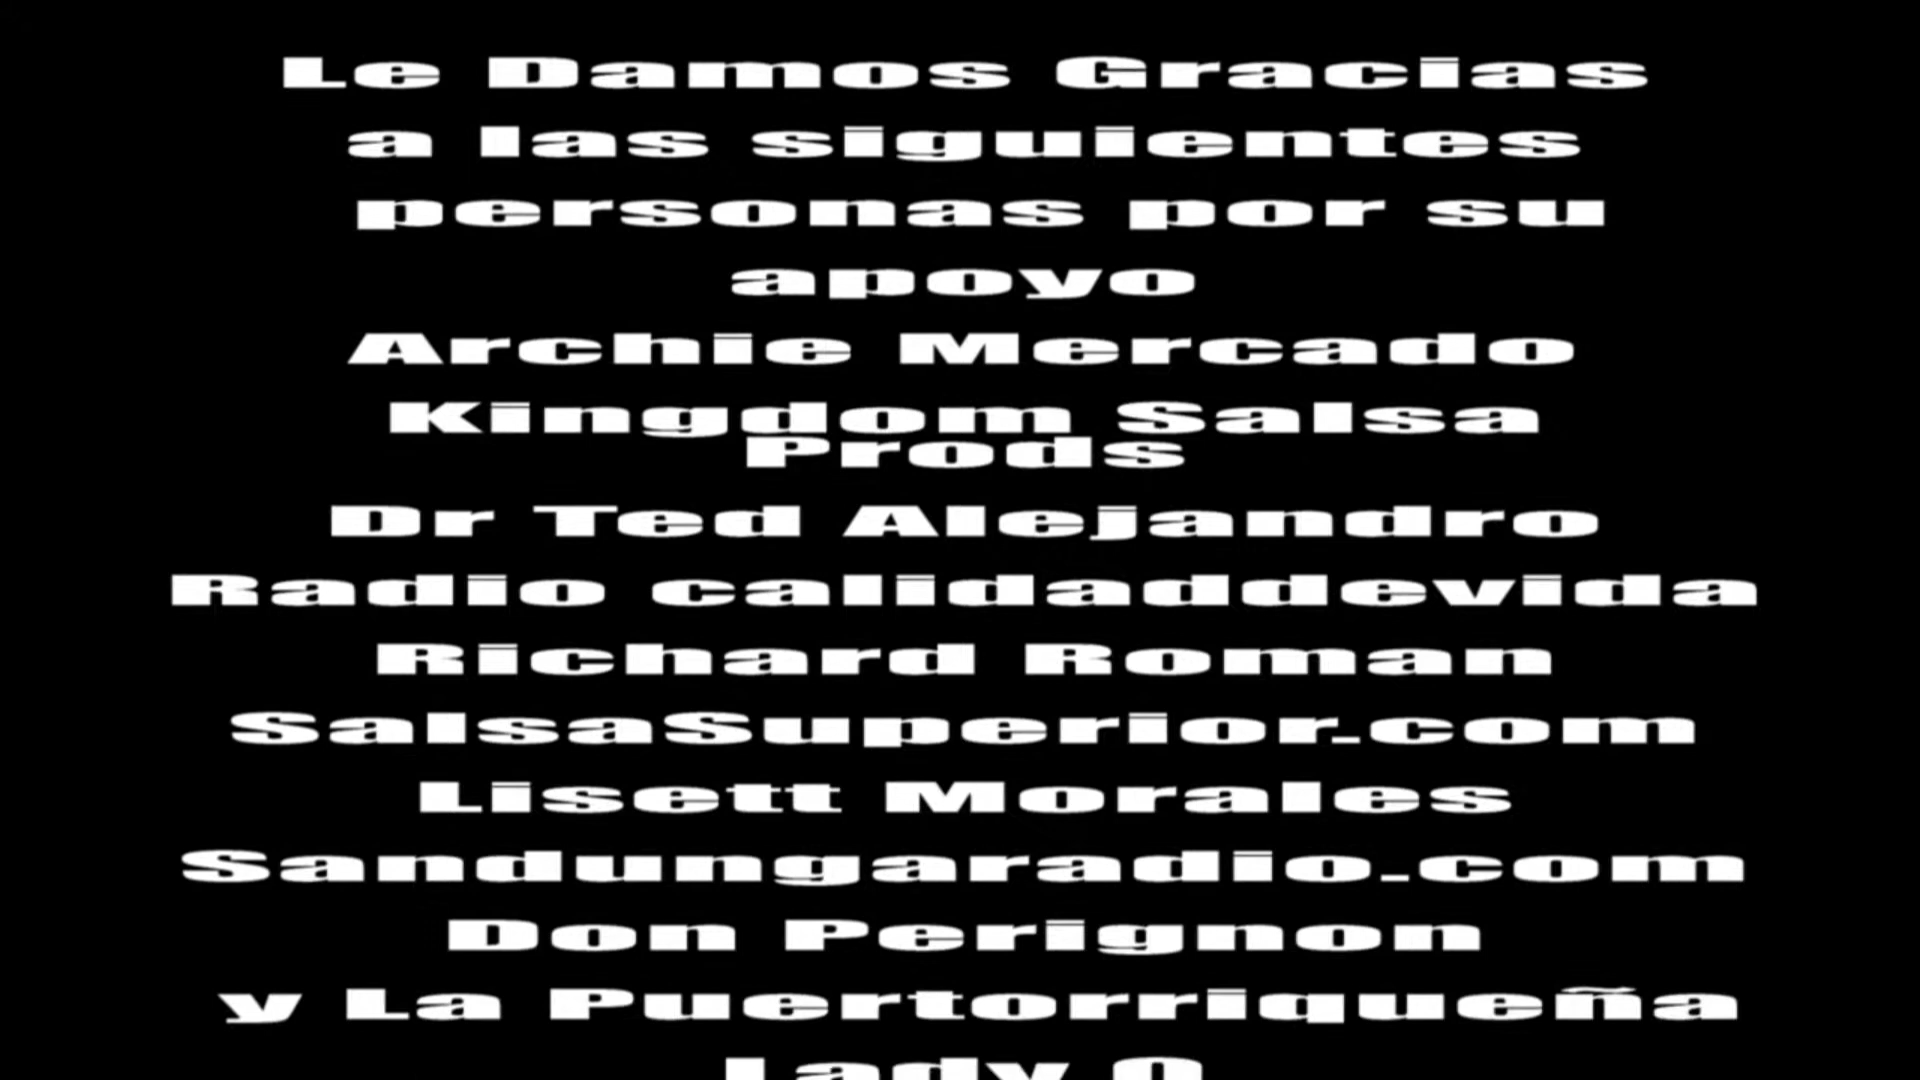 Le Damos Gracias
a las siguientes
personas por su
apoyo
Archie Mercado
Kingdom Salsa
Prods
Dr Ted Alejandro
Radio calidaddevida
Richard Roman
SalsaSuperior.com
Lisett Morales
Sandungaradio.com
Don Perignon
y La Puertorriqueña
Lady